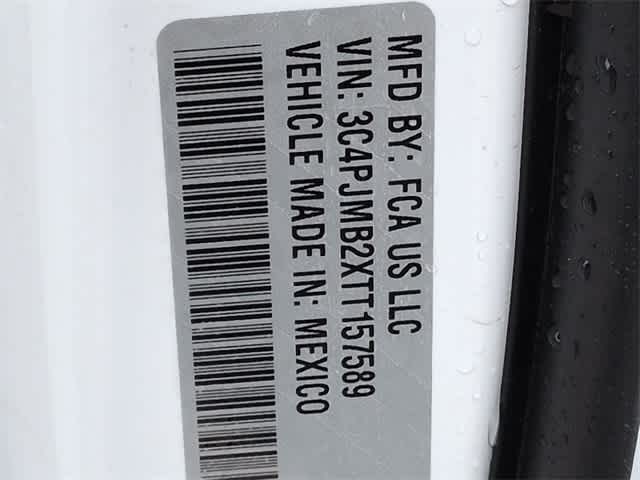 MFD BY: FCA US LLC
VIN: 3C4PJMB2XTT157589
VEHICLE MADE IN: MEXICO